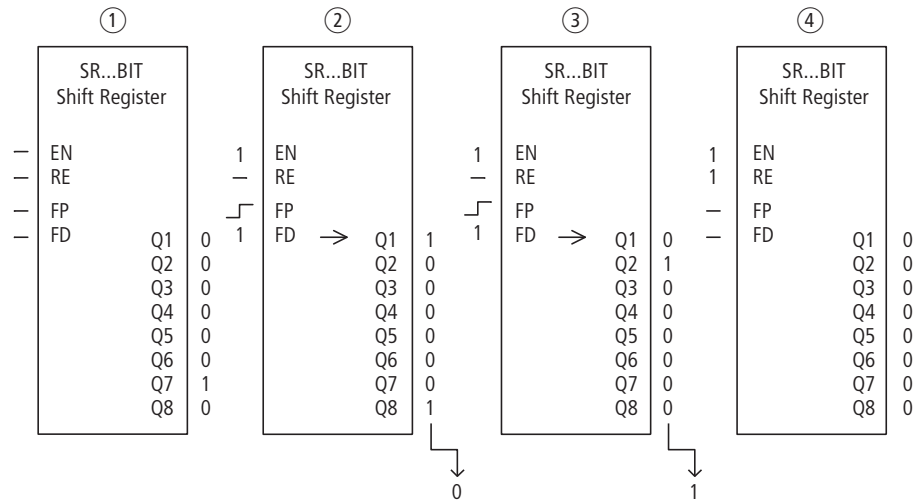 ① ② ③ ④
SR...BIT SR...BIT SR...BIT SR...BIT
Shift Register Shift Register Shift Register Shift Register
– EN 1 EN 1 EN 1 EN
– RE – RE – RE 1 RE
– FP FP FP – FP
– FD 1 FD → 1 FD → – FD
Q1 0 Q1 1 Q1 0 Q1 0
Q2 0 Q2 0 Q2 1 Q2 0
Q3 0 Q3 0 Q3 0 Q3 0
Q4 0 Q4 0 Q4 0 Q4 0
Q5 0 Q5 0 Q5 0 Q5 0
Q6 0 Q6 0 Q6 0 Q6 0
Q7 1 Q7 0 Q7 0 Q7 0
Q8 0 Q8 1 Q8 0 Q8 0
0 1